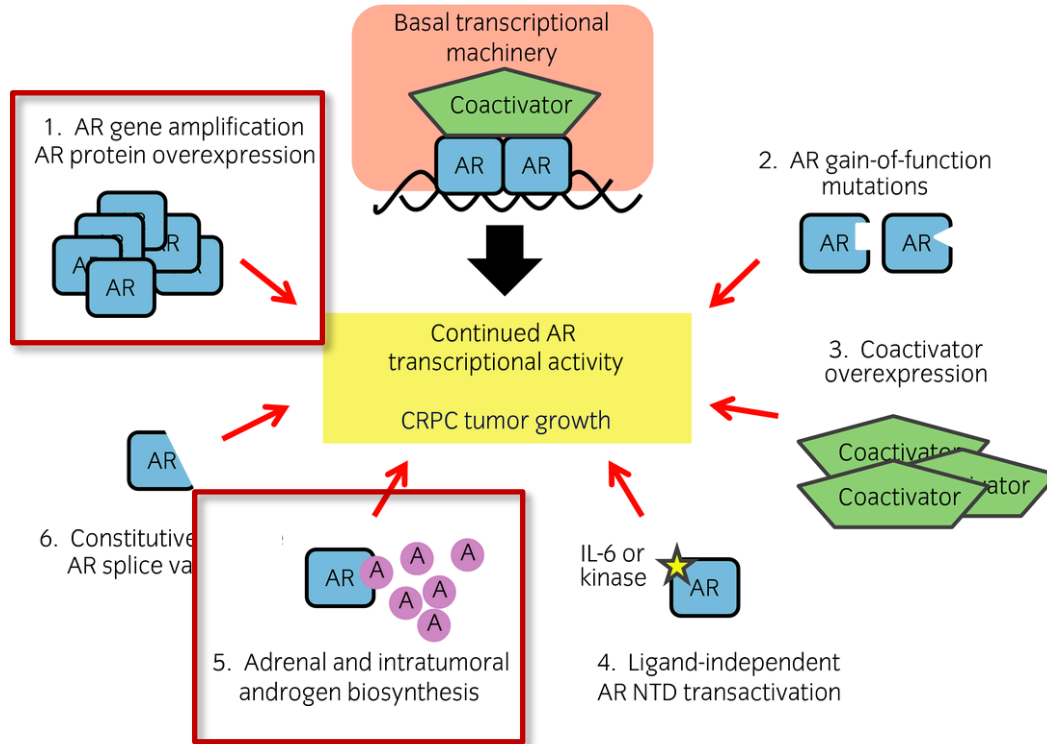 Basal transcriptional
machinery
Coactivator
AR AR
1. AR gene amplification
AR protein overexpression
AR
AR
AR
2. AR gain-of-function
mutations
AR AR
Continued AR
transcriptional activity
CRPC tumor growth
3. Coactivator
overexpression
Coactivator
Coactivator
AR
6. Constitutive
AR splice
AR
A
A
A
A
A
A
A
5. Adrenal and intratumoral
androgen biosynthesis
IL-6 or
kinase
AR
4. Ligand-independent
AR NTD transactivation